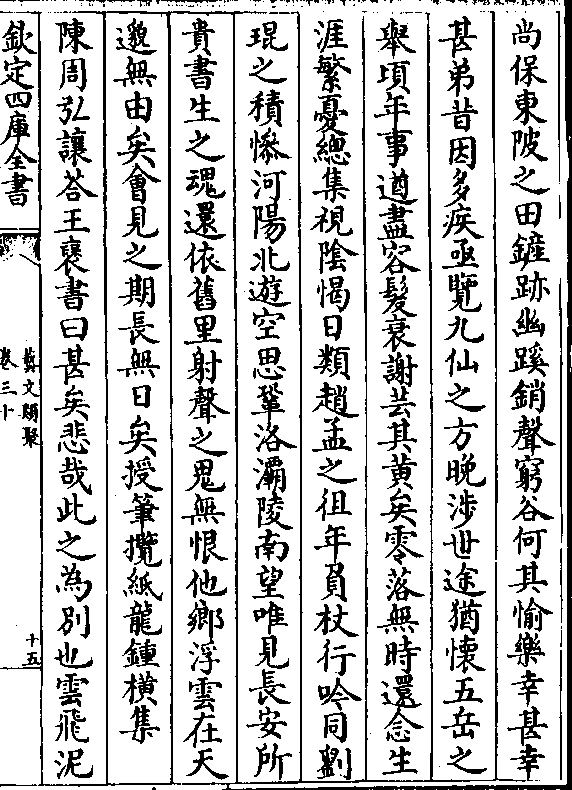 尚保東陂之田鏟跡幽蹊銷聲窮谷何其愉樂幸甚幸
甚弟昔因多疾亟覽九仙之方晚涉世途猶懷五岳之
舉頃年事遒盡容髮衰謝芸其黃矣零落無時還念生
涯繁憂總集視陰愒日類趙孟之徂年負杖行吟同劉
琨之積慘河陽北遊空思鞏洛灞陵南望唯見長安所
貴書生之魂還依舊里射聲之鬼無恨他鄉浮雲在天
邈無由矣會見之期長無日矣授筆攬紙龍鍾橫集
陳周弘讓荅王襃書曰甚矣悲哉此之為別也雲飛泥
欽定四庫全書
藝文類聚
卷三十
十五